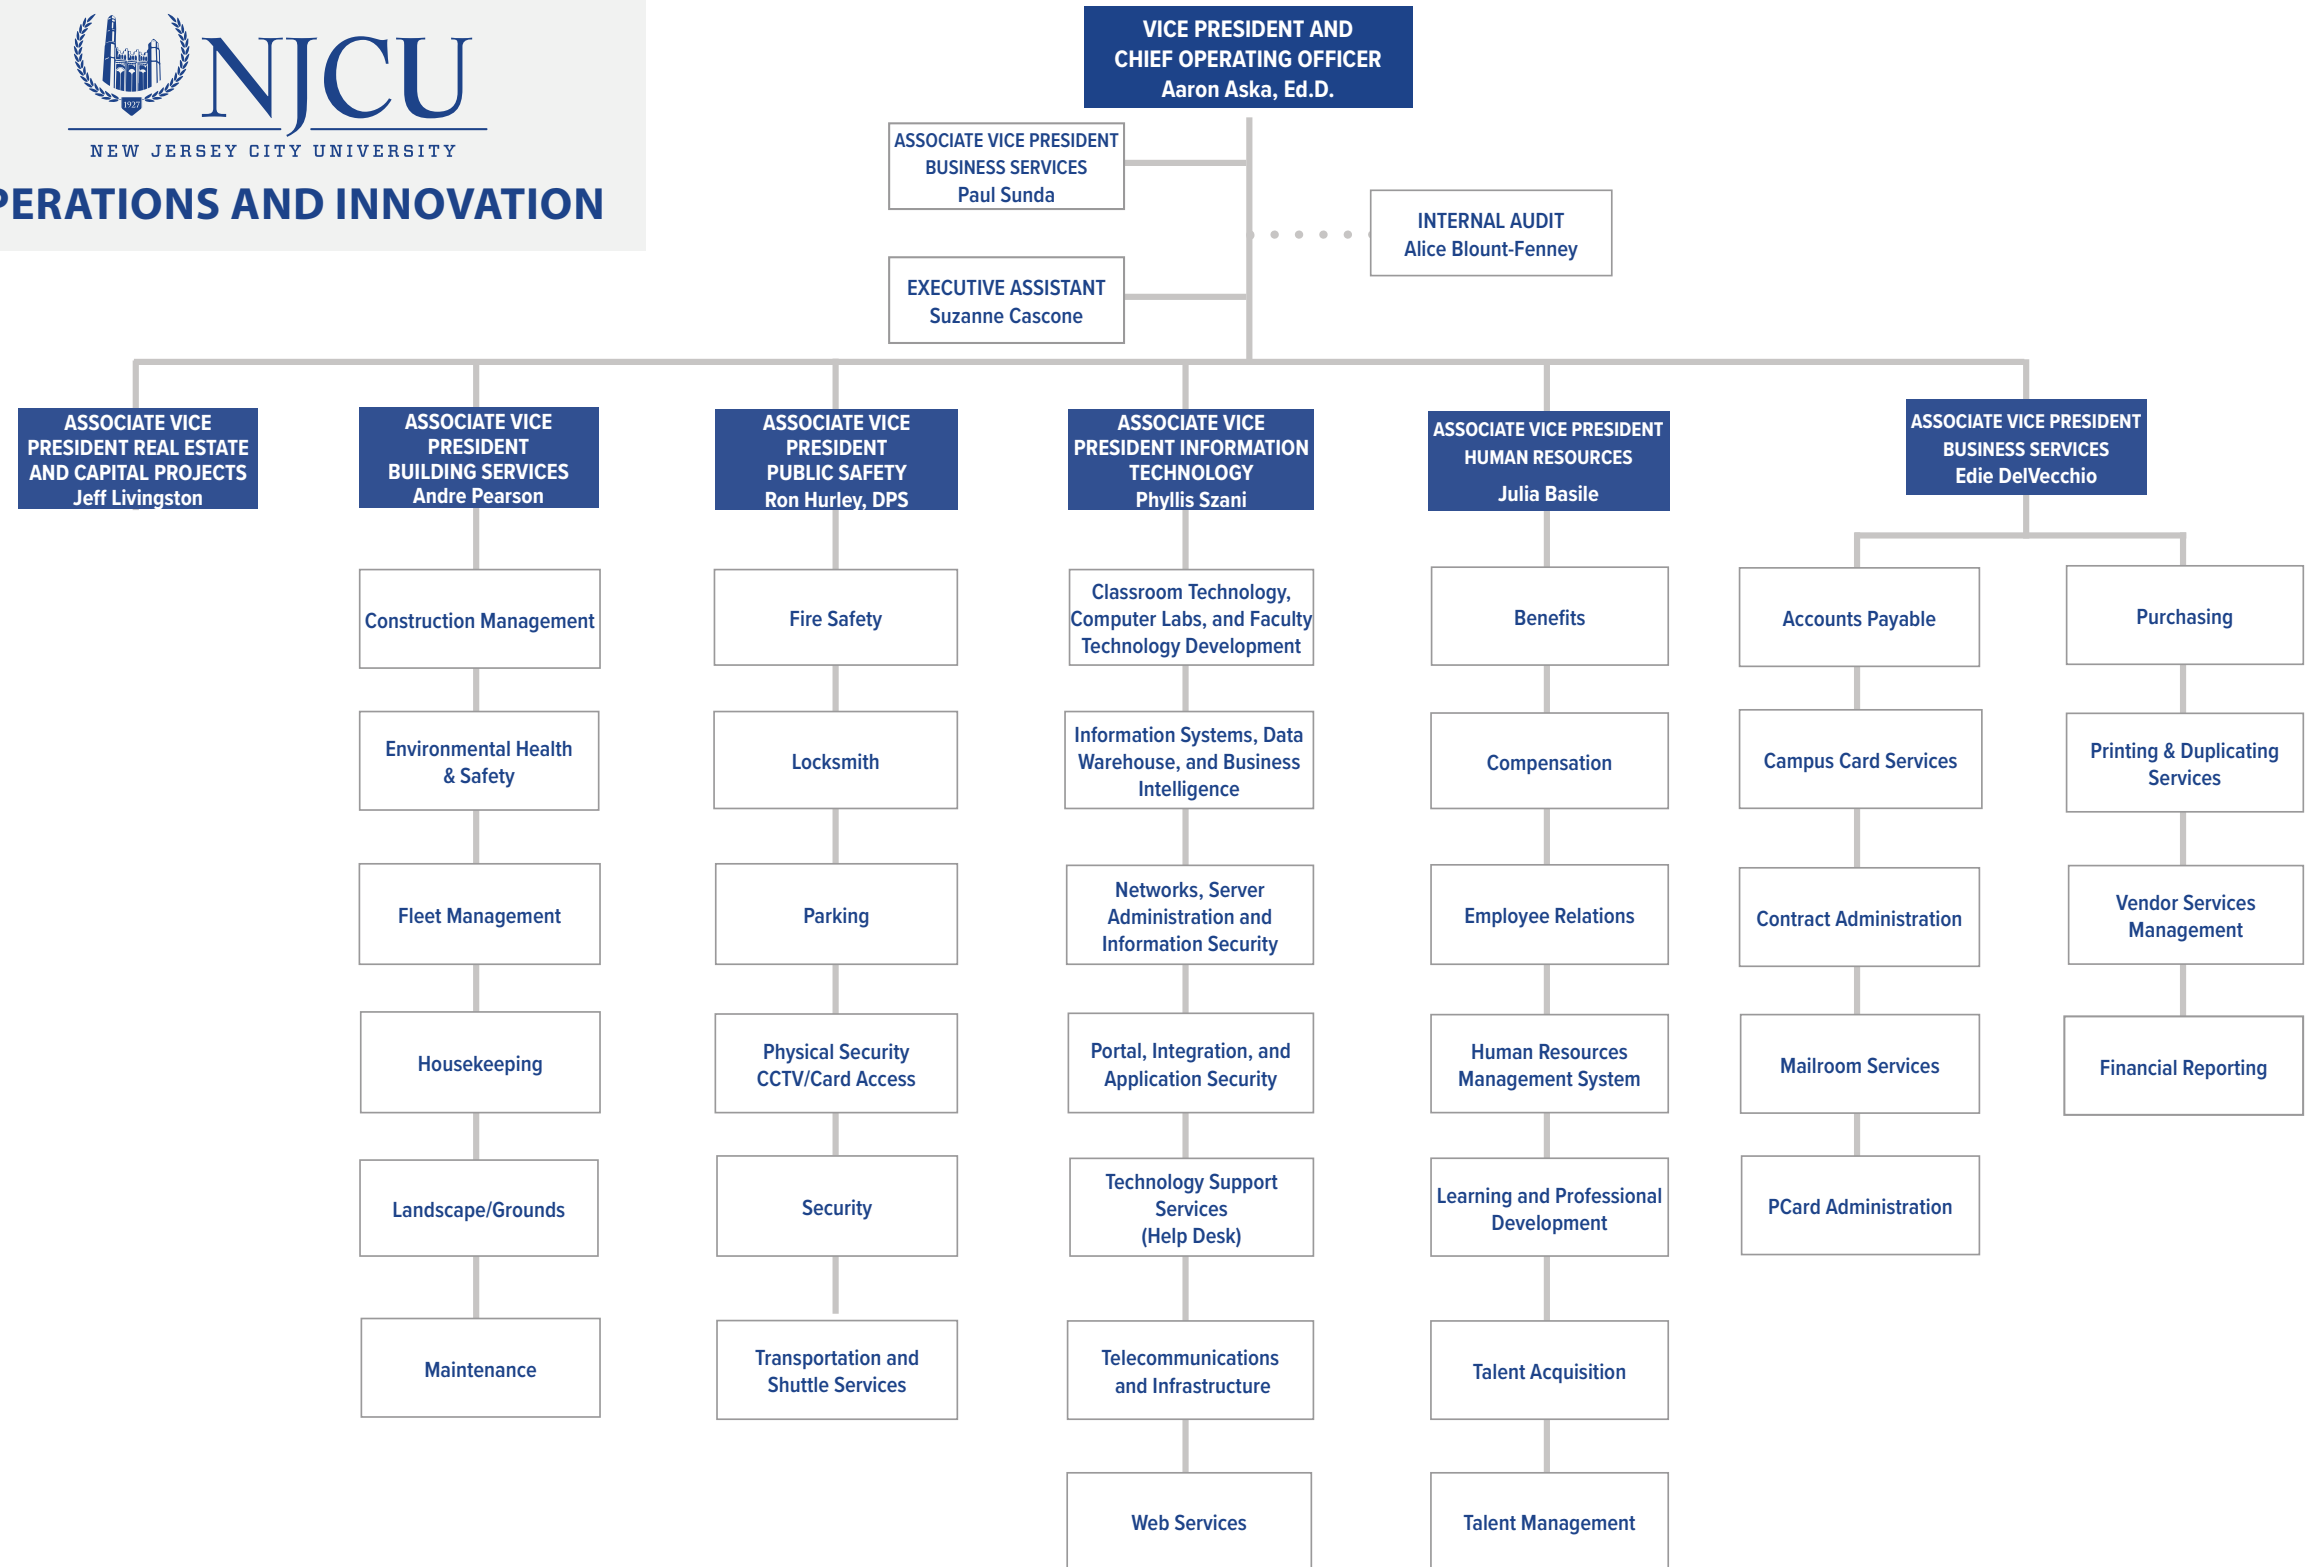 1927
NJCU
NEW JERSEY CITY UNIVERSITY
PERATIONS AND INNOVATION
VICE PRESIDENT AND
CHIEF OPERATING OFFICER
Aaron Aska, Ed.D.
ASSOCIATE VICE PRESIDENT
BUSINESS SERVICES
Paul Sunda
INTERNAL AUDIT
Alice Blount-Fenney
EXECUTIVE ASSISTANT
Suzanne Cascone
ASSOCIATE VICE
PRESIDENT REAL ESTATE
AND CAPITAL PROJECTS
Jeff Livingston
ASSOCIATE VICE
PRESIDENT
BUILDING SERVICES
Andre Pearson
Construction Management
Environmental Health
& Safety
Fleet Management
Housekeeping
Landscape/Grounds
Maintenance
ASSOCIATE VICE
PRESIDENT
PUBLIC SAFETY
Ron Hurley, DPS
Fire Safety
Locksmith
Parking
Physical Security
CCTV/Card Access
Security
Transportation and
Shuttle Services
ASSOCIATE VICE
PRESIDENT INFORMATION
TECHNOLOGY
Phyllis Szani
Classroom Technology,
Computer Labs, and Faculty
Technology Development
Information Systems, Data
Warehouse, and Business
Intelligence
Networks, Server
Administration and
Information Security
Portal, Integration, and
Application Security
Technology Support
Services
(Help Desk)
Telecommunications
and Infrastructure
Web Services
ASSOCIATE VICE PRESIDENT
HUMAN RESOURCES
Julia Basile
Benefits
Compensation
Employee Relations
Human Resources
Management System
Learning and Professional
Development
Talent Acquisition
Talent Management
ASSOCIATE VICE PRESIDENT
BUSINESS SERVICES
Edie DelVecchio
Accounts Payable
Campus Card Services
Contract Administration
Mailroom Services
PCard Administration
Purchasing
Printing & Duplicating
Services
Vendor Services
Management
Financial Reporting